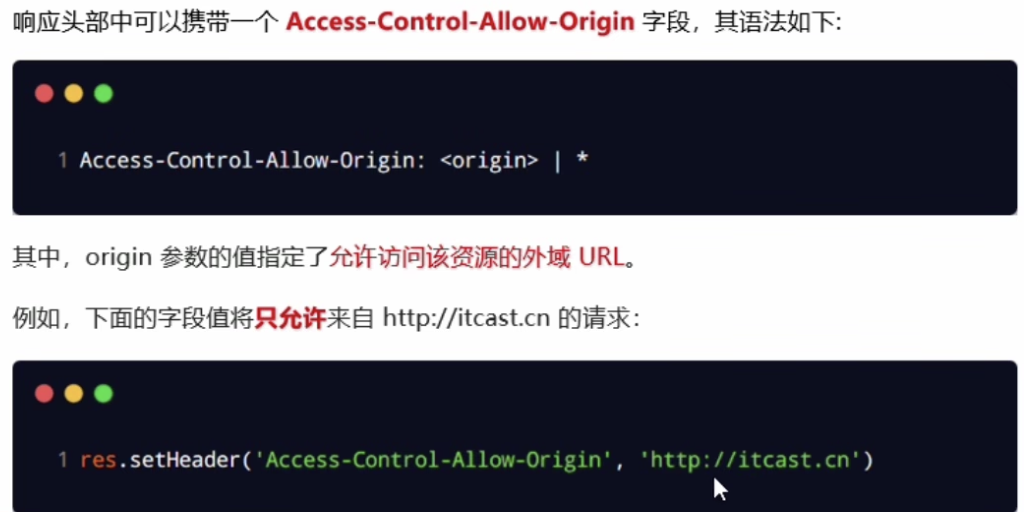 响应头部中可以携带一个 Access-Control-Allow-Origin 字段，其语法如下:
1 Access-Control-Allow-Origin: <origin> | *
其中，origin 参数的值指定了允许访问该资源的外域 URL。
例如，下面的字段值将只允许来自 http://itcast.cn 的请求：
1 res.setHeader('Access-Control-Allow-Origin', 'http://itcast.cn')